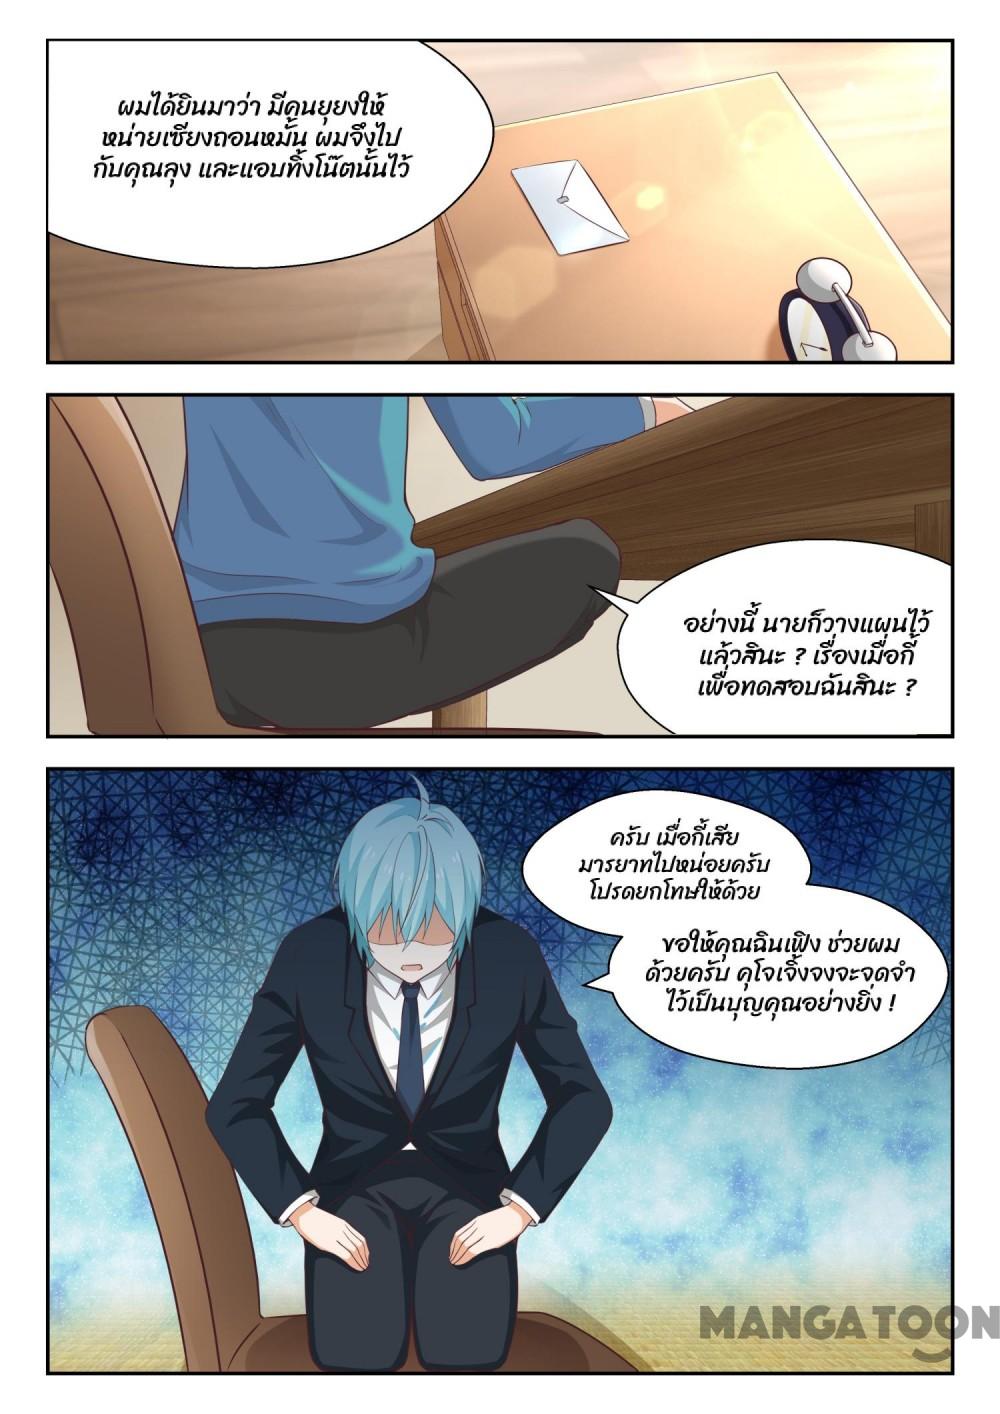 ผมได้ยินมาว่า มีคนยุยงให้
หน่ายเซียงถอนหมั้น ผมจึงไป
กับคุณลุง และแอบทิ้งโน๊ตนั้นไว้
อย่างนี้ นายก็วางแผนไว้
แล้วสินะ ? เรื่องเมื่อกี้
เพื่อทดสอบฉันสินะ ?
ครับ เมื่อกี้เสีย
มารยาทไปหน่อยครับ
โปรดยกโทษให้ด้วย
ขอให้คุณฉินเฟิง ช่วยผม
ด้วยครับ คุโจเจิ้งจงจะจดจำ
ไว้เป็นบุญคุณอย่างยิ่ง !
MANGATOON